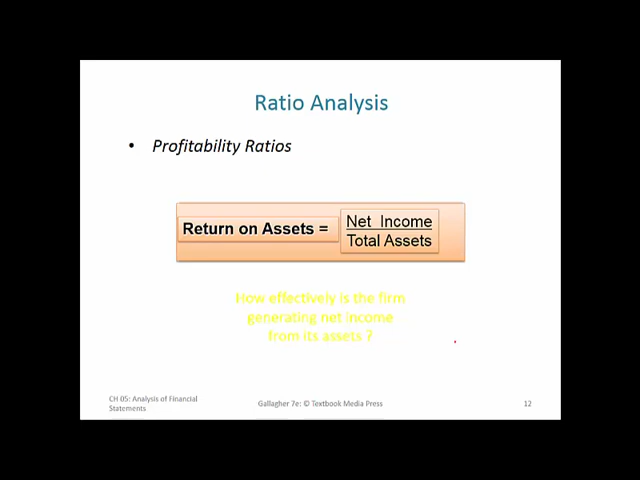 Ratio Analysis
• Profitability Ratios
Return on Assets = Net Income
Total Assets
How effectively is the firm
generating net income
from its assets ?
CH 05: Analysis of Financial
Statements
Gallagher 7e: © Textbook Media Press
12